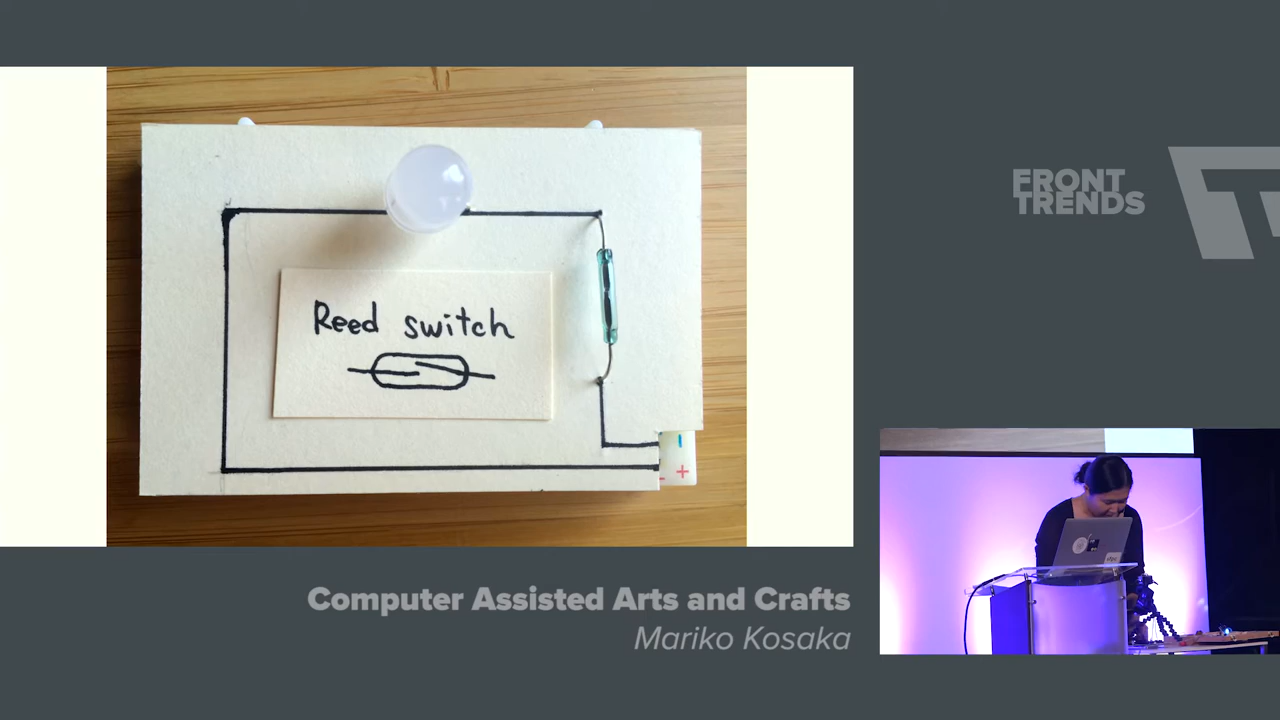 Reed switch
+
FRONT
TRENDS
Computer Assisted Arts and Crafts
Mariko Kosaka